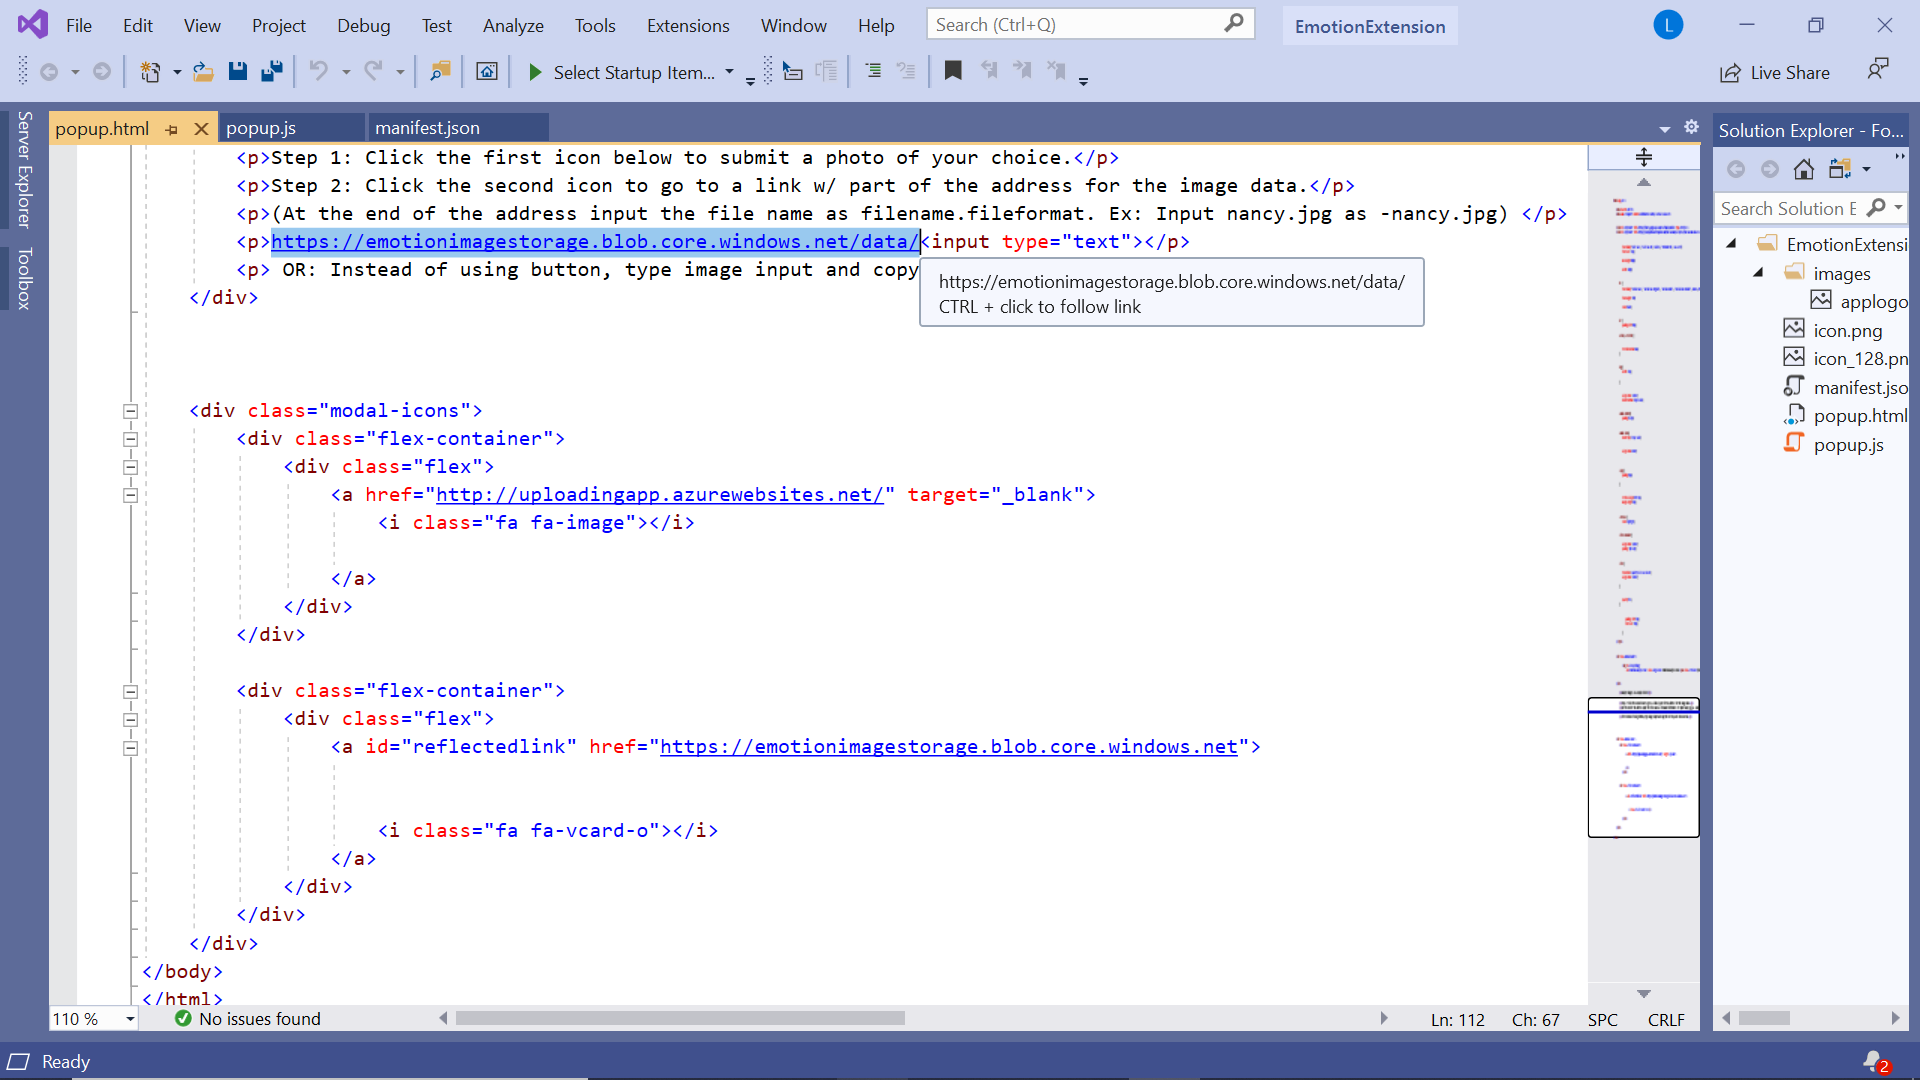 File Edit View Project Debug Test Analyze Tools Extensions Window Help Search (Ctrl+Q) EmotionExtension L
Select Startup Item... Live Share
Server Explorer
Toolbox
popup.html popup.js manifest.json
<p>Step 1: Click the first icon below to submit a photo of your choice.</p>
<p>Step 2: Click the second icon to go to a link w/ part of the address for the image data.</p>
<p>(At the end of the address input the file name as filename.fileformat. Ex: Input nancy.jpg as -nancy.jpg) </p>
<p>https://emotionimagestorage.blob.core.windows.net/data/<input type="text"></p>
<p> OR: Instead of using button, type image input and copy
</div>
https://emotionimagestorage.blob.core.windows.net/data/
CTRL + click to follow link
<div class="modal-icons">
<div class="flex-container">
<div class="flex">
<a href="http://uploadingapp.azurewebsites.net/" target="_blank">
<i class="fa fa-image"></i>
</a>
</div>
</div>
<div class="flex-container">
<div class="flex">
<a id="reflectedlink" href="https://emotionimagestorage.blob.core.windows.net">
<i class="fa fa-vcard-o"></i>
</a>
</div>
</div>
</div>
</body>
</html>
110 % No issues found Ln: 112 Ch: 67 SPC CRLF
Solution Explorer - Fo...
Search Solution E
EmotionExtensi
images
applogo
icon.png
icon_128.pn
manifest.jso
popup.html
popup.js
Ready 2